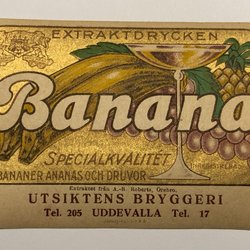 EXTRAKTDRYCKEN
Banana
SPECIALKVALITET
BANANER ANANAS OCH DRUVOR
Extraktet från A.-B. Roberts, Örebro.
UTSIKTENS BRYGGERI
Tel. 205 UDDEVALLA Tel. 17